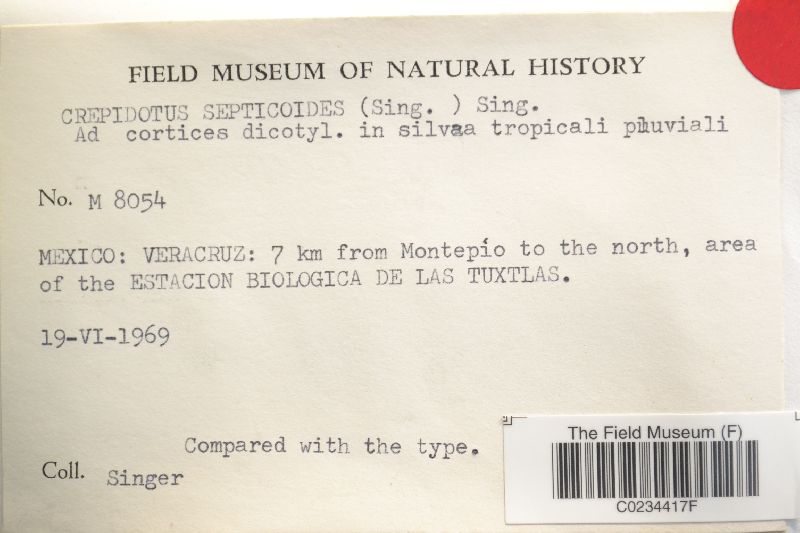 FIELD MUSEUM OF NATURAL HISTORY
CREPIDOTUS SEPTICOIDES (Sing. ) Sing.
Ad cortices dicotyl. in silva tropicali pluviali
No. M 8054
MEXICO: VERACRUZ: 7 km from Montepío to the north, area
of the ESTACION BIOLOGICA DE LAS TUXTLAS.
19-VI-1969
Compared with the type.
Coll. Singer
The Field Museum (F)
C0234417F